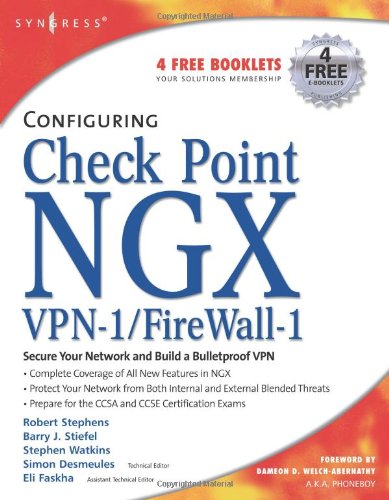 SYNGRESS®
4 FREE BOOKLETS
YOUR SOLUTIONS MEMBERSHIP
SYNGRESS
4
FREE
E-BOOKLETS
PUBLISHING
CONFIGURING
Check Point
NGX
VPN-1/FireWall-1
Secure Your Network and Build a Bulletproof VPN
• Complete Coverage of All New Features in NGX
• Protect Your Network from Both Internal and External Blended Threats
• Prepare for the CCSA and CCSE Certification Exams
Robert Stephens
Barry J. Stiefel
Stephen Watkins
Simon Desmeules Technical Editor
Eli Faskha Assistant Technical Editor
FOREWORD BY
DAMEON D. WELCH-ABERNATHY
A.K.A. PHONEBOY